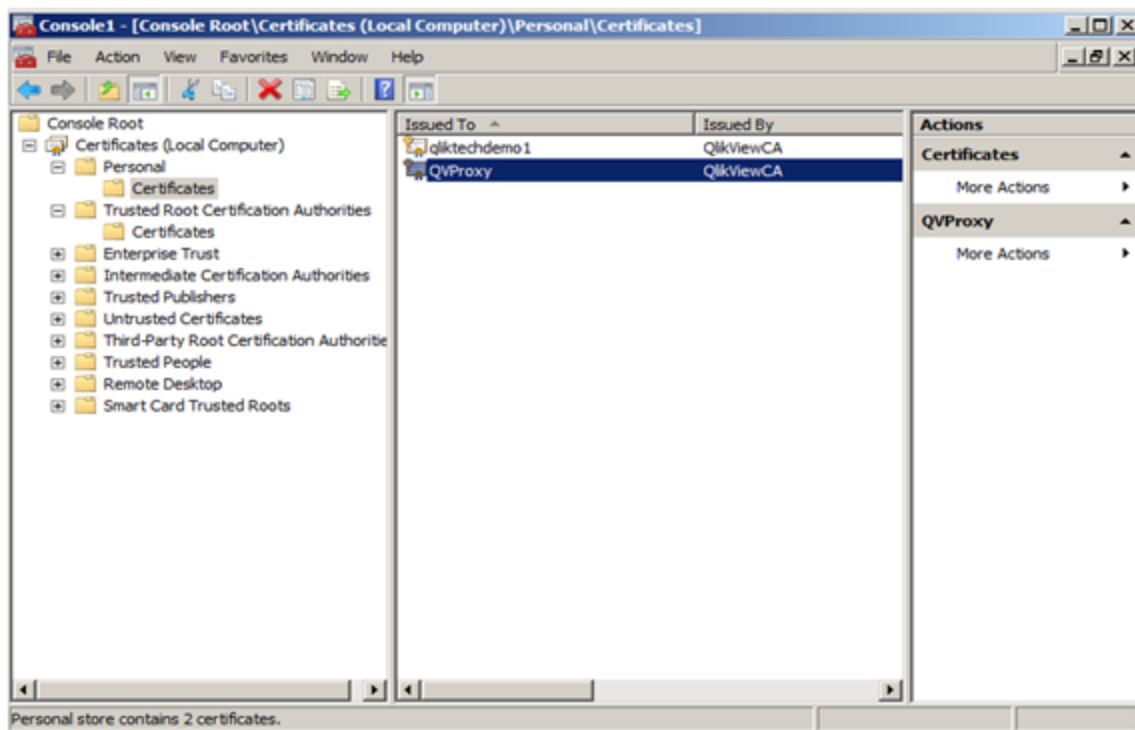 Console1 - [Console Root\Certificates (Local Computer)\Personal\Certificates]
File Action View Favorites Window Help
Console Root
Certificates (Local Computer)
Personal
Certificates
Trusted Root Certification Authorities
Certificates
Enterprise Trust
Intermediate Certification Authorities
Trusted Publishers
Untrusted Certificates
Third-Party Root Certification Authoritie
Trusted People
Remote Desktop
Smart Card Trusted Roots
Issued To Issued By
qliktechdemo1 QlikViewCA
QVProxy QlikViewCA
Actions
Certificates
More Actions
QVProxy
More Actions
Personal store contains 2 certificates.